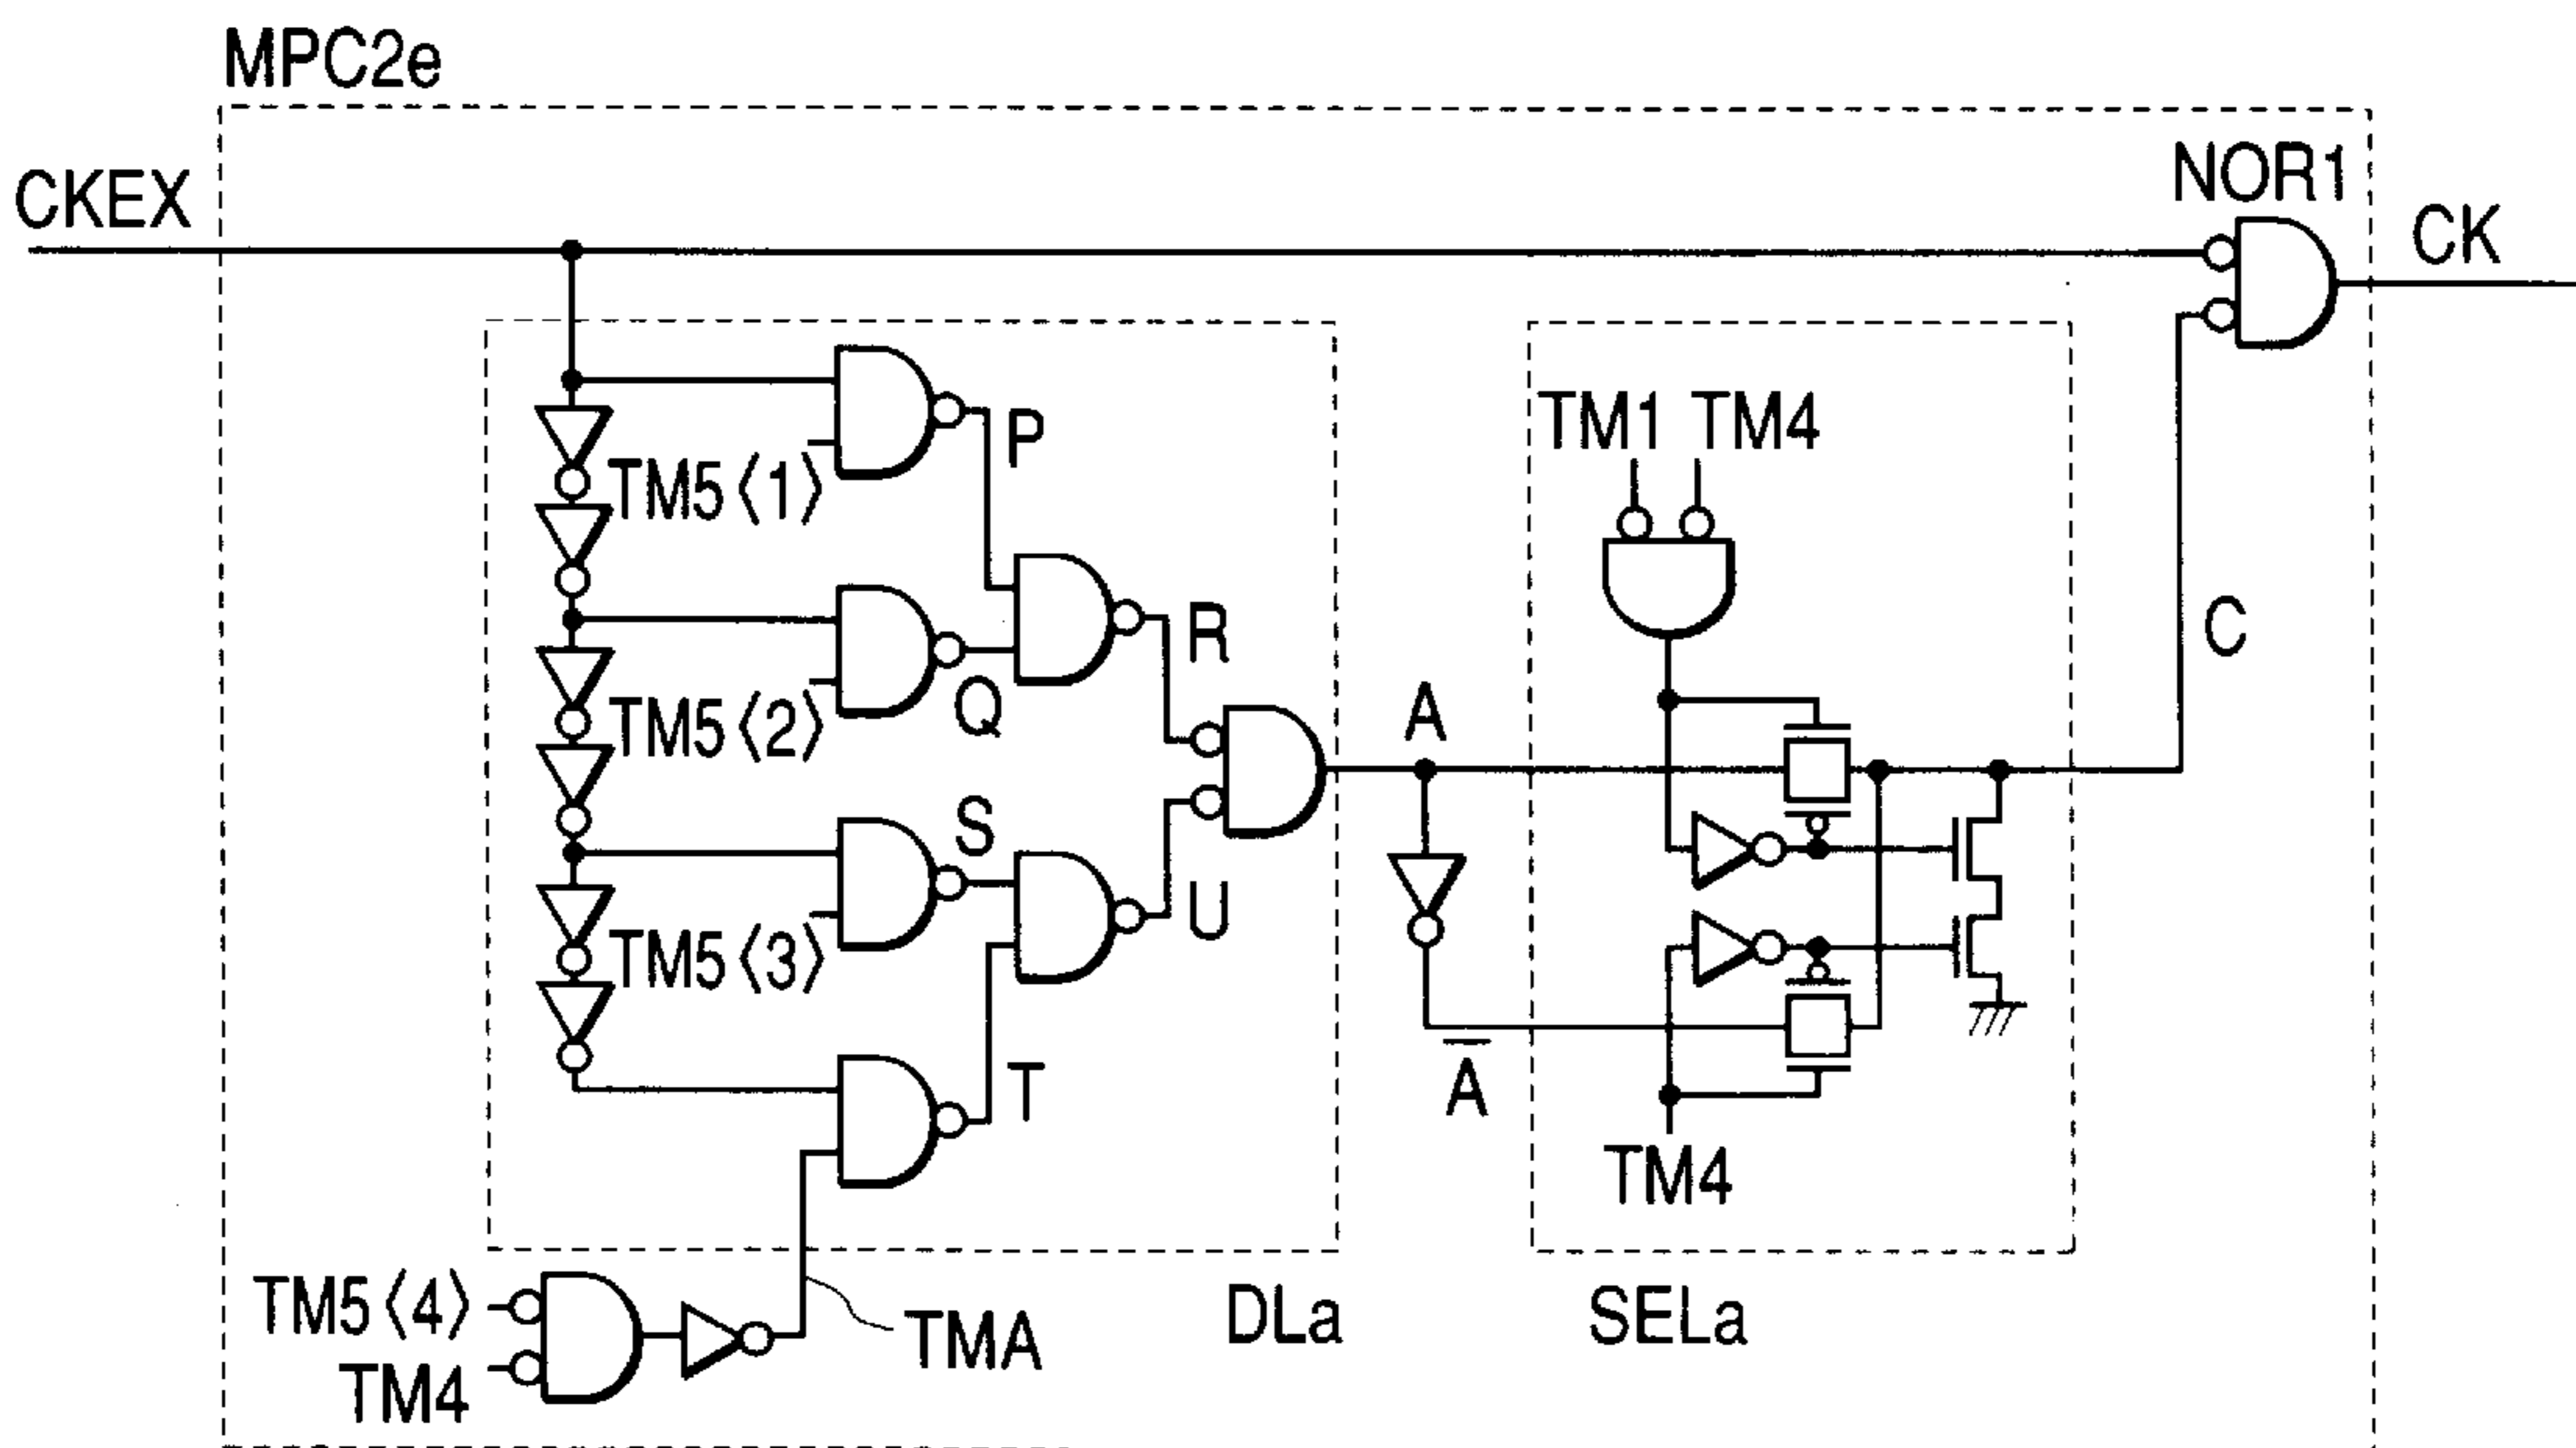 MPC2e
CKEX
NOR1
CK
TM5⟨1⟩
P
TM1 TM4
TM5⟨2⟩
Q
R
C
A
TM5⟨3⟩
S
U
A̅
T
TM4
TM5⟨4⟩
TM4
TMA
DLa
SELa